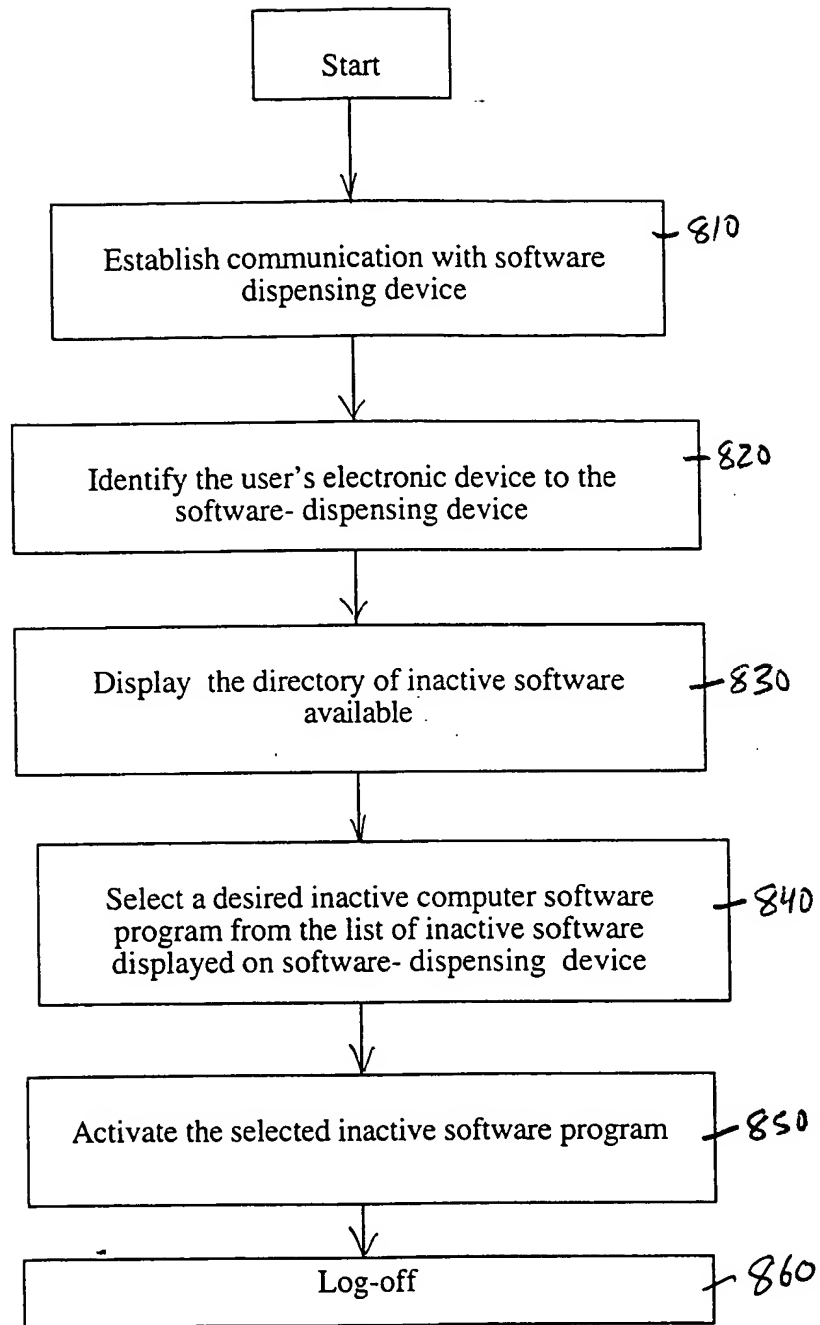 Start
810
Establish communication with software
dispensing device
820
Identify the user's electronic device to the
software- dispensing device
830
Display the directory of inactive software
available
Select a desired inactive computer software
840
program from the list of inactive software
displayed on software- dispensing device
Activate the selected inactive software program
850
Log-off
860